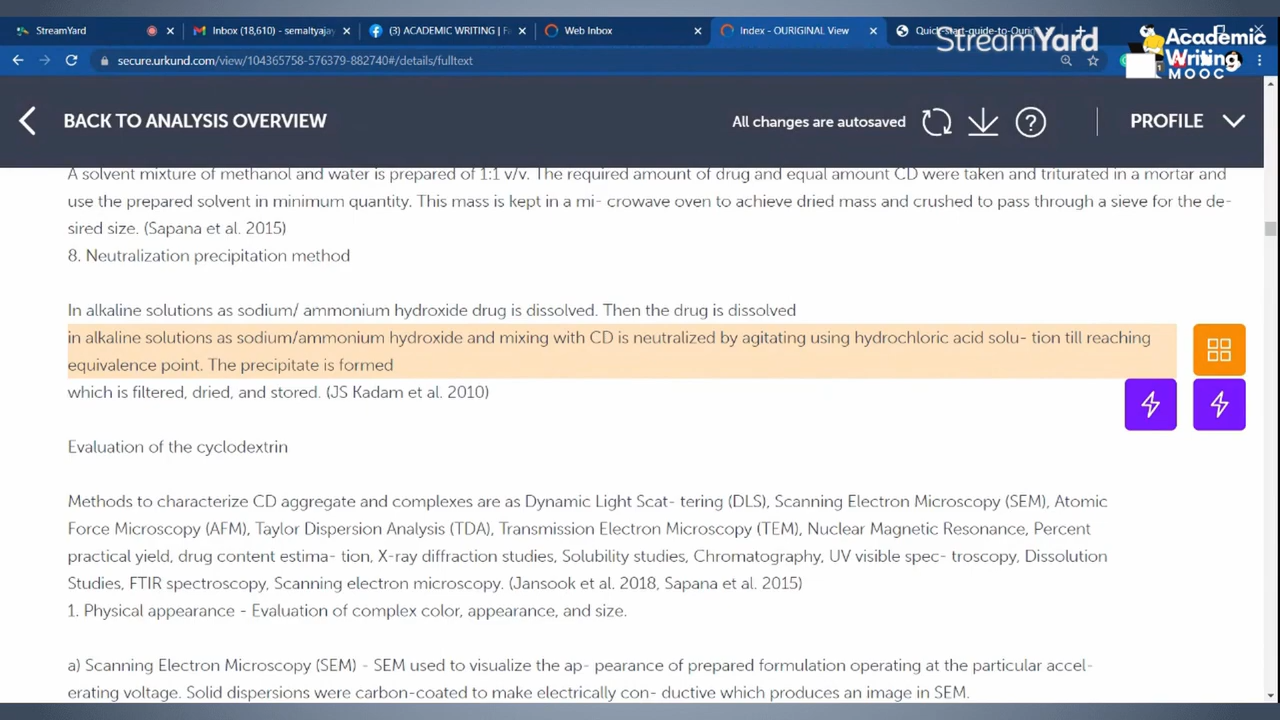 StreamYard
Inbox (18,610) - semaltyajay
(3) ACADEMIC WRITING | Fa
Web Inbox
Index - OURIGINAL View
Quick-start-guide-to-Ouri
StreamYard
Academic
Writing
MOOC
secure.urkund.com/view/104365758-576379-882740#/details/fulltext
BACK TO ANALYSIS OVERVIEW
All changes are autosaved
PROFILE
A solvent mixture of methanol and water is prepared of 1:1 v/v. The required amount of drug and equal amount CD were taken and triturated in a mortar and
use the prepared solvent in minimum quantity. This mass is kept in a mi- crowave oven to achieve dried mass and crushed to pass through a sieve for the de-
sired size. (Sapana et al. 2015)
8. Neutralization precipitation method
In alkaline solutions as sodium/ ammonium hydroxide drug is dissolved. Then the drug is dissolved
in alkaline solutions as sodium/ammonium hydroxide and mixing with CD is neutralized by agitating using hydrochloric acid solu- tion till reaching
equivalence point. The precipitate is formed
which is filtered, dried, and stored. (JS Kadam et al. 2010)
Evaluation of the cyclodextrin
Methods to characterize CD aggregate and complexes are as Dynamic Light Scat- tering (DLS), Scanning Electron Microscopy (SEM), Atomic
Force Microscopy (AFM), Taylor Dispersion Analysis (TDA), Transmission Electron Microscopy (TEM), Nuclear Magnetic Resonance, Percent
practical yield, drug content estima- tion, X-ray diffraction studies, Solubility studies, Chromatography, UV visible spec- troscopy, Dissolution
Studies, FTIR spectroscopy, Scanning electron microscopy. (Jansook et al. 2018, Sapana et al. 2015)
1. Physical appearance - Evaluation of complex color, appearance, and size.
a) Scanning Electron Microscopy (SEM) - SEM used to visualize the ap- pearance of prepared formulation operating at the particular accel-
erating voltage. Solid dispersions were carbon-coated to make electrically con- ductive which produces an image in SEM.